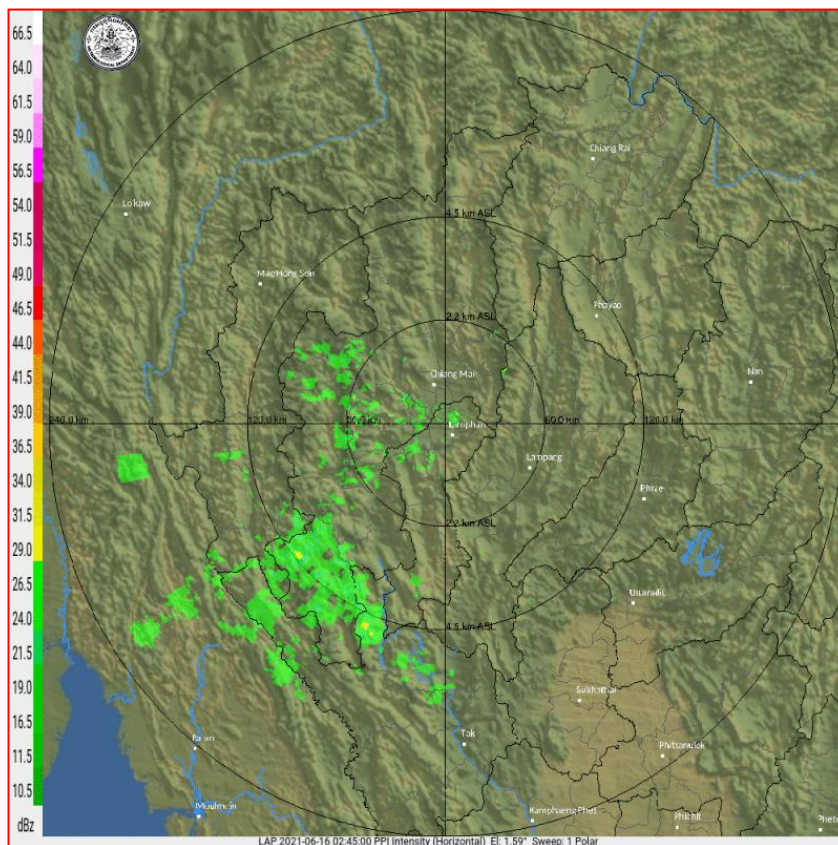 66.5
64.0
61.5
59.0
56.5
54.0
51.5
49.0
46.5
44.0
41.5
39.0
36.5
34.0
31.5
29.0
26.5
24.0
21.5
19.0
16.5
11.5
10.5
dBz
Chiang Rai
Lo'kaw
4.5 km ASL
Mae Hong Son
Phayao
2.2 km ASL
Chiang Mai
Nan
240.0 km
120.0 km
60.0 km
120.0 km
Lamphun
Lampang
Phrae
2.2 km ASL
Uttaradit
4.5 km ASL
Sukhothai
Tak
Phitsanulok
Pa-an
Kamphaeng Phet
Moulmein
Phichit
Phet
LAP 2021-06-16 02:45:00 PPI Intensity (Horizontal) El: 1.59° Sweep: 1 Polar